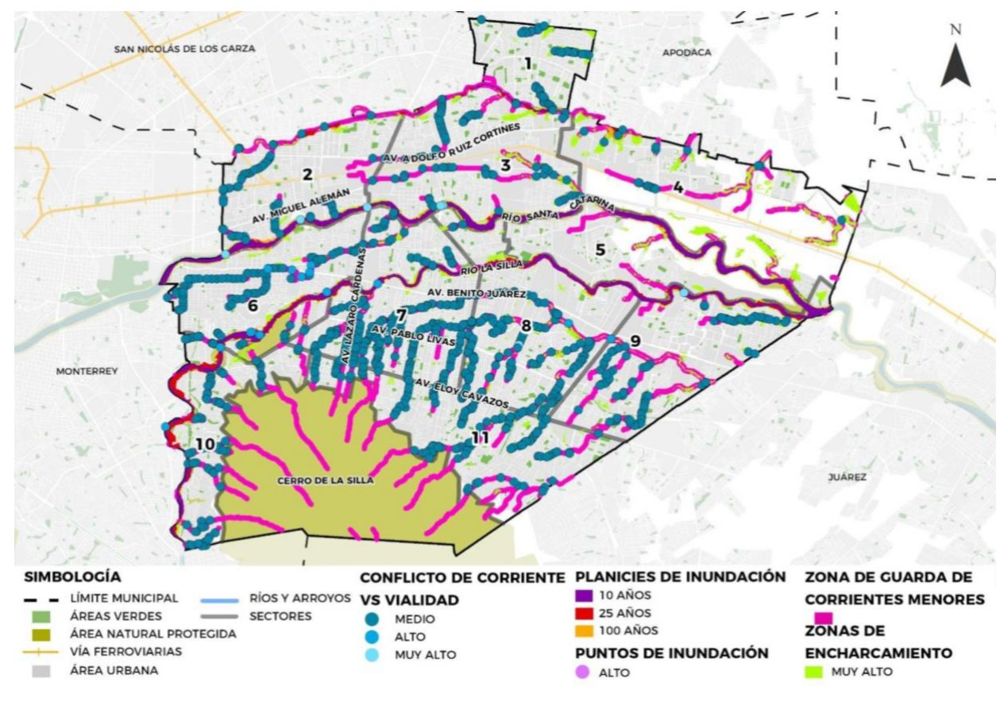 N
SAN NICOLÁS DE LOS GARZA
APODACA
1
AV. ADOLFO RUIZ CORTINES
2
3
4
AV. MIGUEL ALEMÁN
RÍO SANTA CATARINA
5
RIO LA SILLA
AV. LÁZARO CÁRDENAS
6
AV. BENITO JUÁREZ
7
8
AV. PABLO LIVAS
9
MONTERREY
AV. ELOY CAVAZOS
10
11
CERRO DE LA SILLA
JUÁREZ
SIMBOLOGÍA
LÍMITE MUNICIPAL
ÁREAS VERDES
ÁREA NATURAL PROTEGIDA
VÍA FERROVIARIAS
ÁREA URBANA
RÍOS Y ARROYOS
SECTORES
CONFLICTO DE CORRIENTE
VS VIALIDAD
MEDIO
ALTO
MUY ALTO
PLANICIES DE INUNDACIÓN
10 AÑOS
25 AÑOS
100 AÑOS
PUNTOS DE INUNDACIÓN
ALTO
ZONA DE GUARDA DE
CORRIENTES MENORES
ZONAS DE
ENCHARCAMIENTO
MUY ALTO